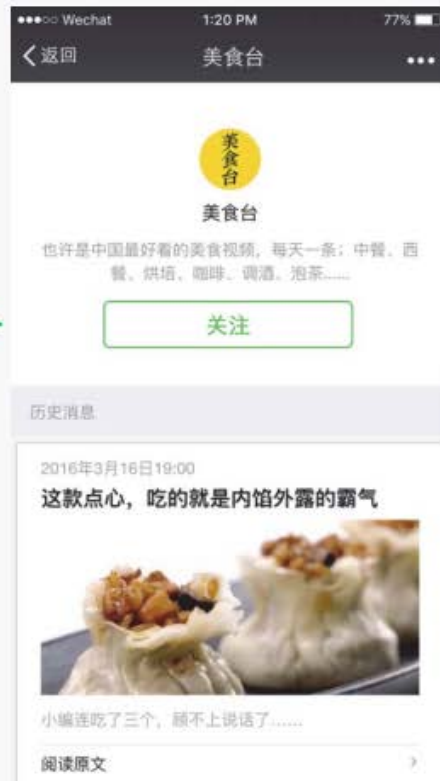 ●●●○○ Wechat 1:20 PM 77%
返回 美食台 •••
美食台
美食台
也许是中国最好看的美食视频，每天一条；中餐、西
餐、烘培、咖啡、调酒、泡茶......
关注
历史消息
2016年3月16日19:00
这款点心，吃的就是内馅外露的霸气
小编连吃了三个，顾不上说话了......
阅读原文